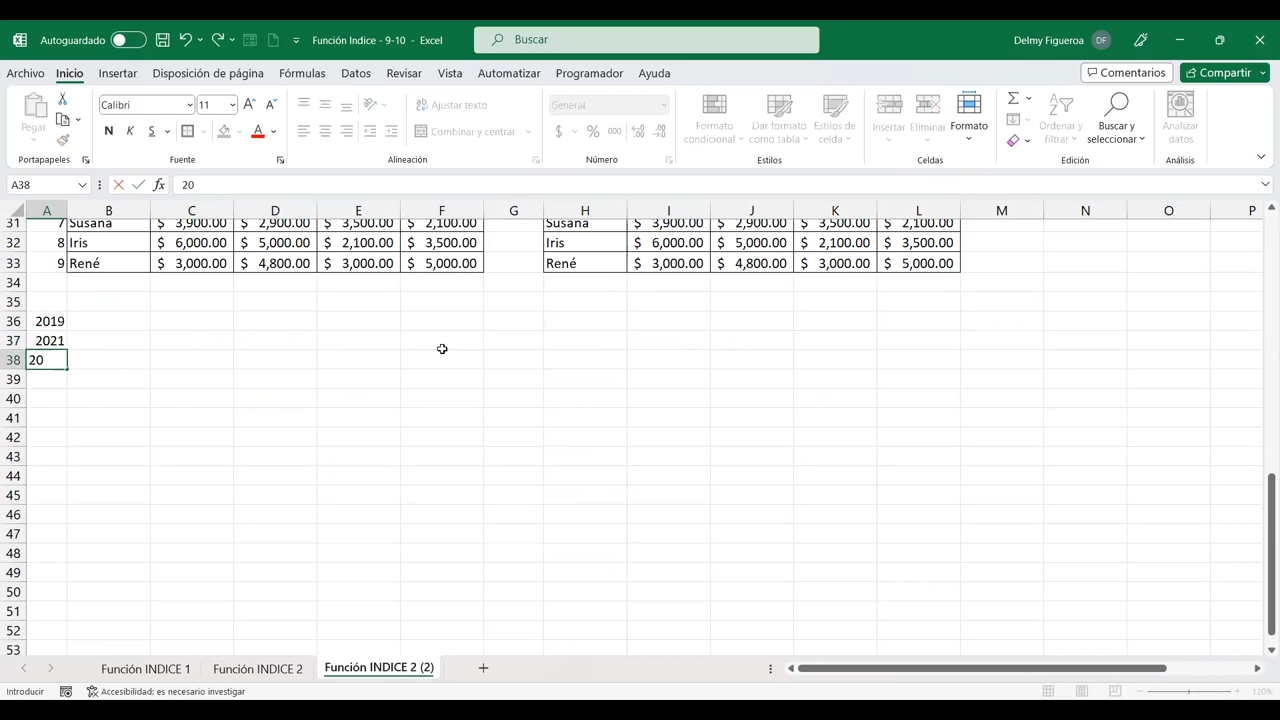 Autoguardado
Función Indice - 9-10 - Excel
Buscar
Delmy Figueroa DF
Archivo Inicio Insertar Disposición de página Fórmulas Datos Revisar Vista Automatizar Programador Ayuda
Comentarios Compartir
Pegar
Portapapeles
Calibri 11
N K S
Fuente
Ajustar texto
Combinar y centrar
Alineación
General
$ % 000
Número
Formato condicional
Dar formato como tabla
Estilos de celda
Estilos
Insertar Eliminar Formato
Celdas
Ordenar y filtrar
Buscar y seleccionar
Edición
Analizar datos
Análisis
A38 fx 20
A B C D E F G H I J K L M N O P
31 7 Susana $ 3,900.00 $ 2,900.00 $ 3,500.00 $ 2,100.00 Susana $ 3,900.00 $ 2,900.00 $ 3,500.00 $ 2,100.00
32 8 Iris $ 6,000.00 $ 5,000.00 $ 2,100.00 $ 3,500.00 Iris $ 6,000.00 $ 5,000.00 $ 2,100.00 $ 3,500.00
33 9 René $ 3,000.00 $ 4,800.00 $ 3,000.00 $ 5,000.00 René $ 3,000.00 $ 4,800.00 $ 3,000.00 $ 5,000.00
34
35
36 2019
37 2021
38 20
39
40
41
42
43
44
45
46
47
48
49
50
51
52
53
Función INDICE 1 Función INDICE 2 Función INDICE 2 (2)
Introducir Accesibilidad: es necesario investigar 120%